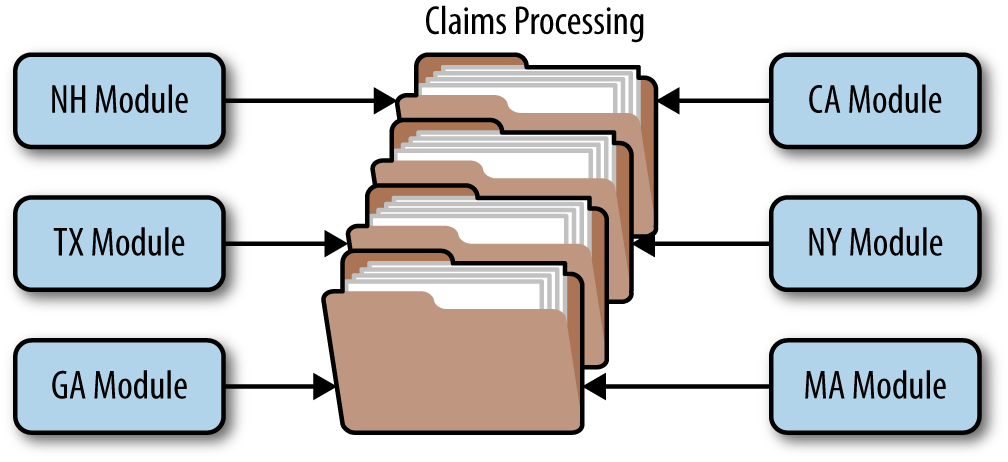 Claims Processing
NH Module
CA Module
TX Module
NY Module
GA Module
MA Module